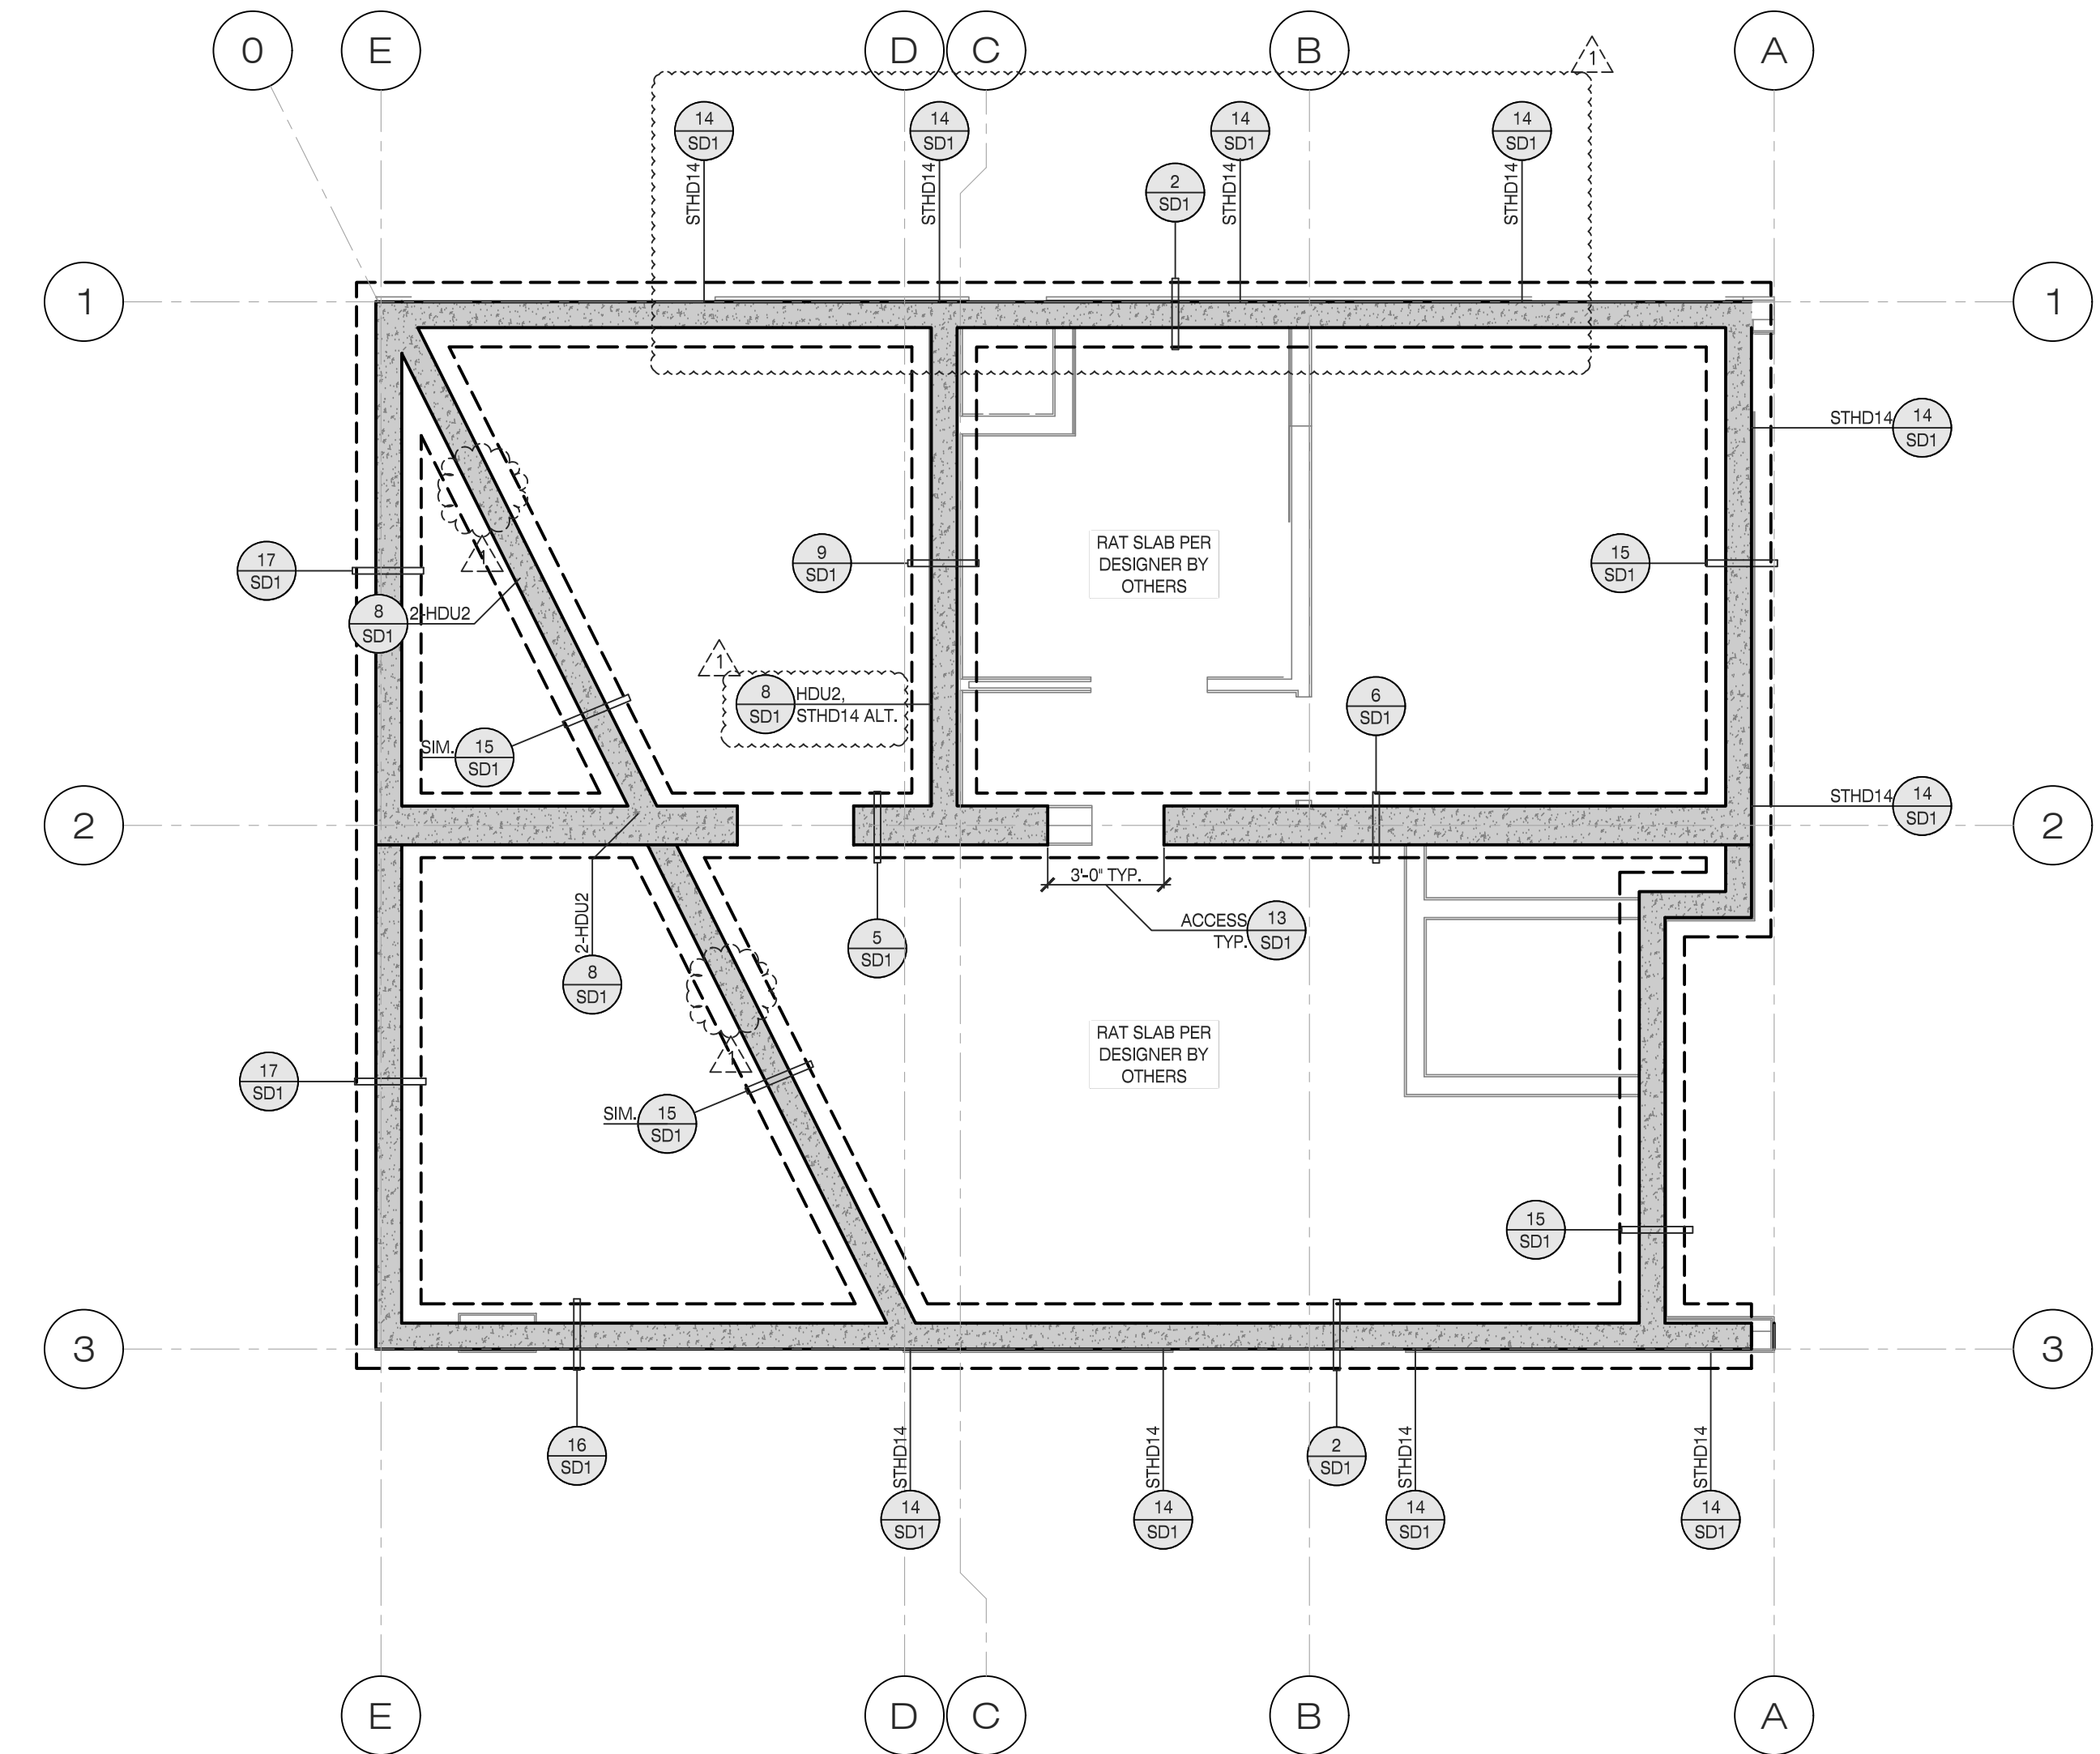 0
E
D
C
B
A
1
14
SD1
14
SD1
14
SD1
14
SD1
STHD14
STHD14
STHD14
STHD14
2
SD1
1
1
STHD14
14
SD1
17
SD1
1
9
SD1
RAT SLAB PER
DESIGNER BY
OTHERS
15
SD1
8
SD1
2-HDU2
1
8
SD1
HDU2,
STHD14 ALT.
6
SD1
SIM.
15
SD1
STHD14
14
SD1
2
2
3'-0" TYP.
ACCESS
TYP.
13
SD1
2-HDU2
8
SD1
5
SD1
17
SD1
1
SIM.
15
SD1
RAT SLAB PER
DESIGNER BY
OTHERS
15
SD1
3
3
16
SD1
STHD14
14
SD1
STHD14
14
SD1
2
SD1
STHD14
14
SD1
STHD14
14
SD1
E
D
C
B
A